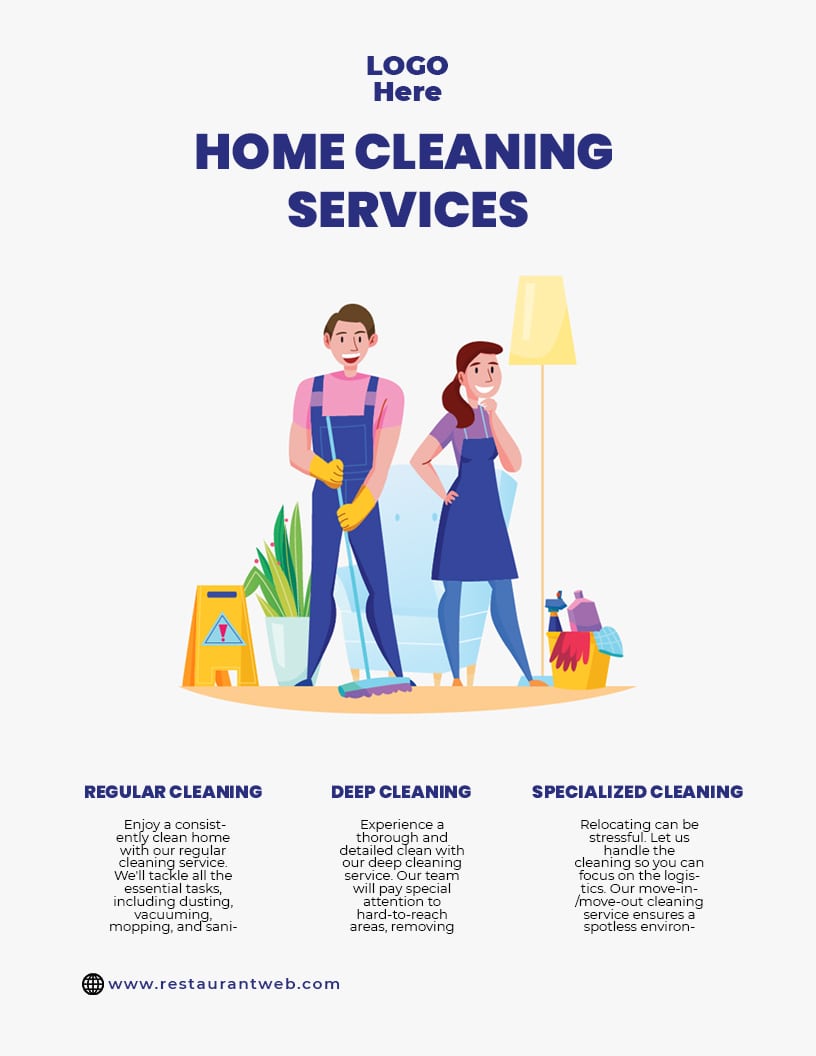 LOGO
Here
HOME CLEANING
SERVICES
REGULAR CLEANING
Enjoy a consist-
ently clean home
with our regular
cleaning service.
We'll tackle all the
essential tasks,
including dusting,
vacuuming,
mopping, and sani-
DEEP CLEANING
Experience a
thorough and
detailed clean with
our deep cleaning
service. Our team
will pay special
attention to
hard-to-reach
areas, removing
SPECIALIZED CLEANING
Relocating can be
stressful. Let us
handle the
cleaning so you can
focus on the logis-
tics. Our move-in-
/move-out cleaning
service ensures a
spotless environ-
www.restaurantweb.com